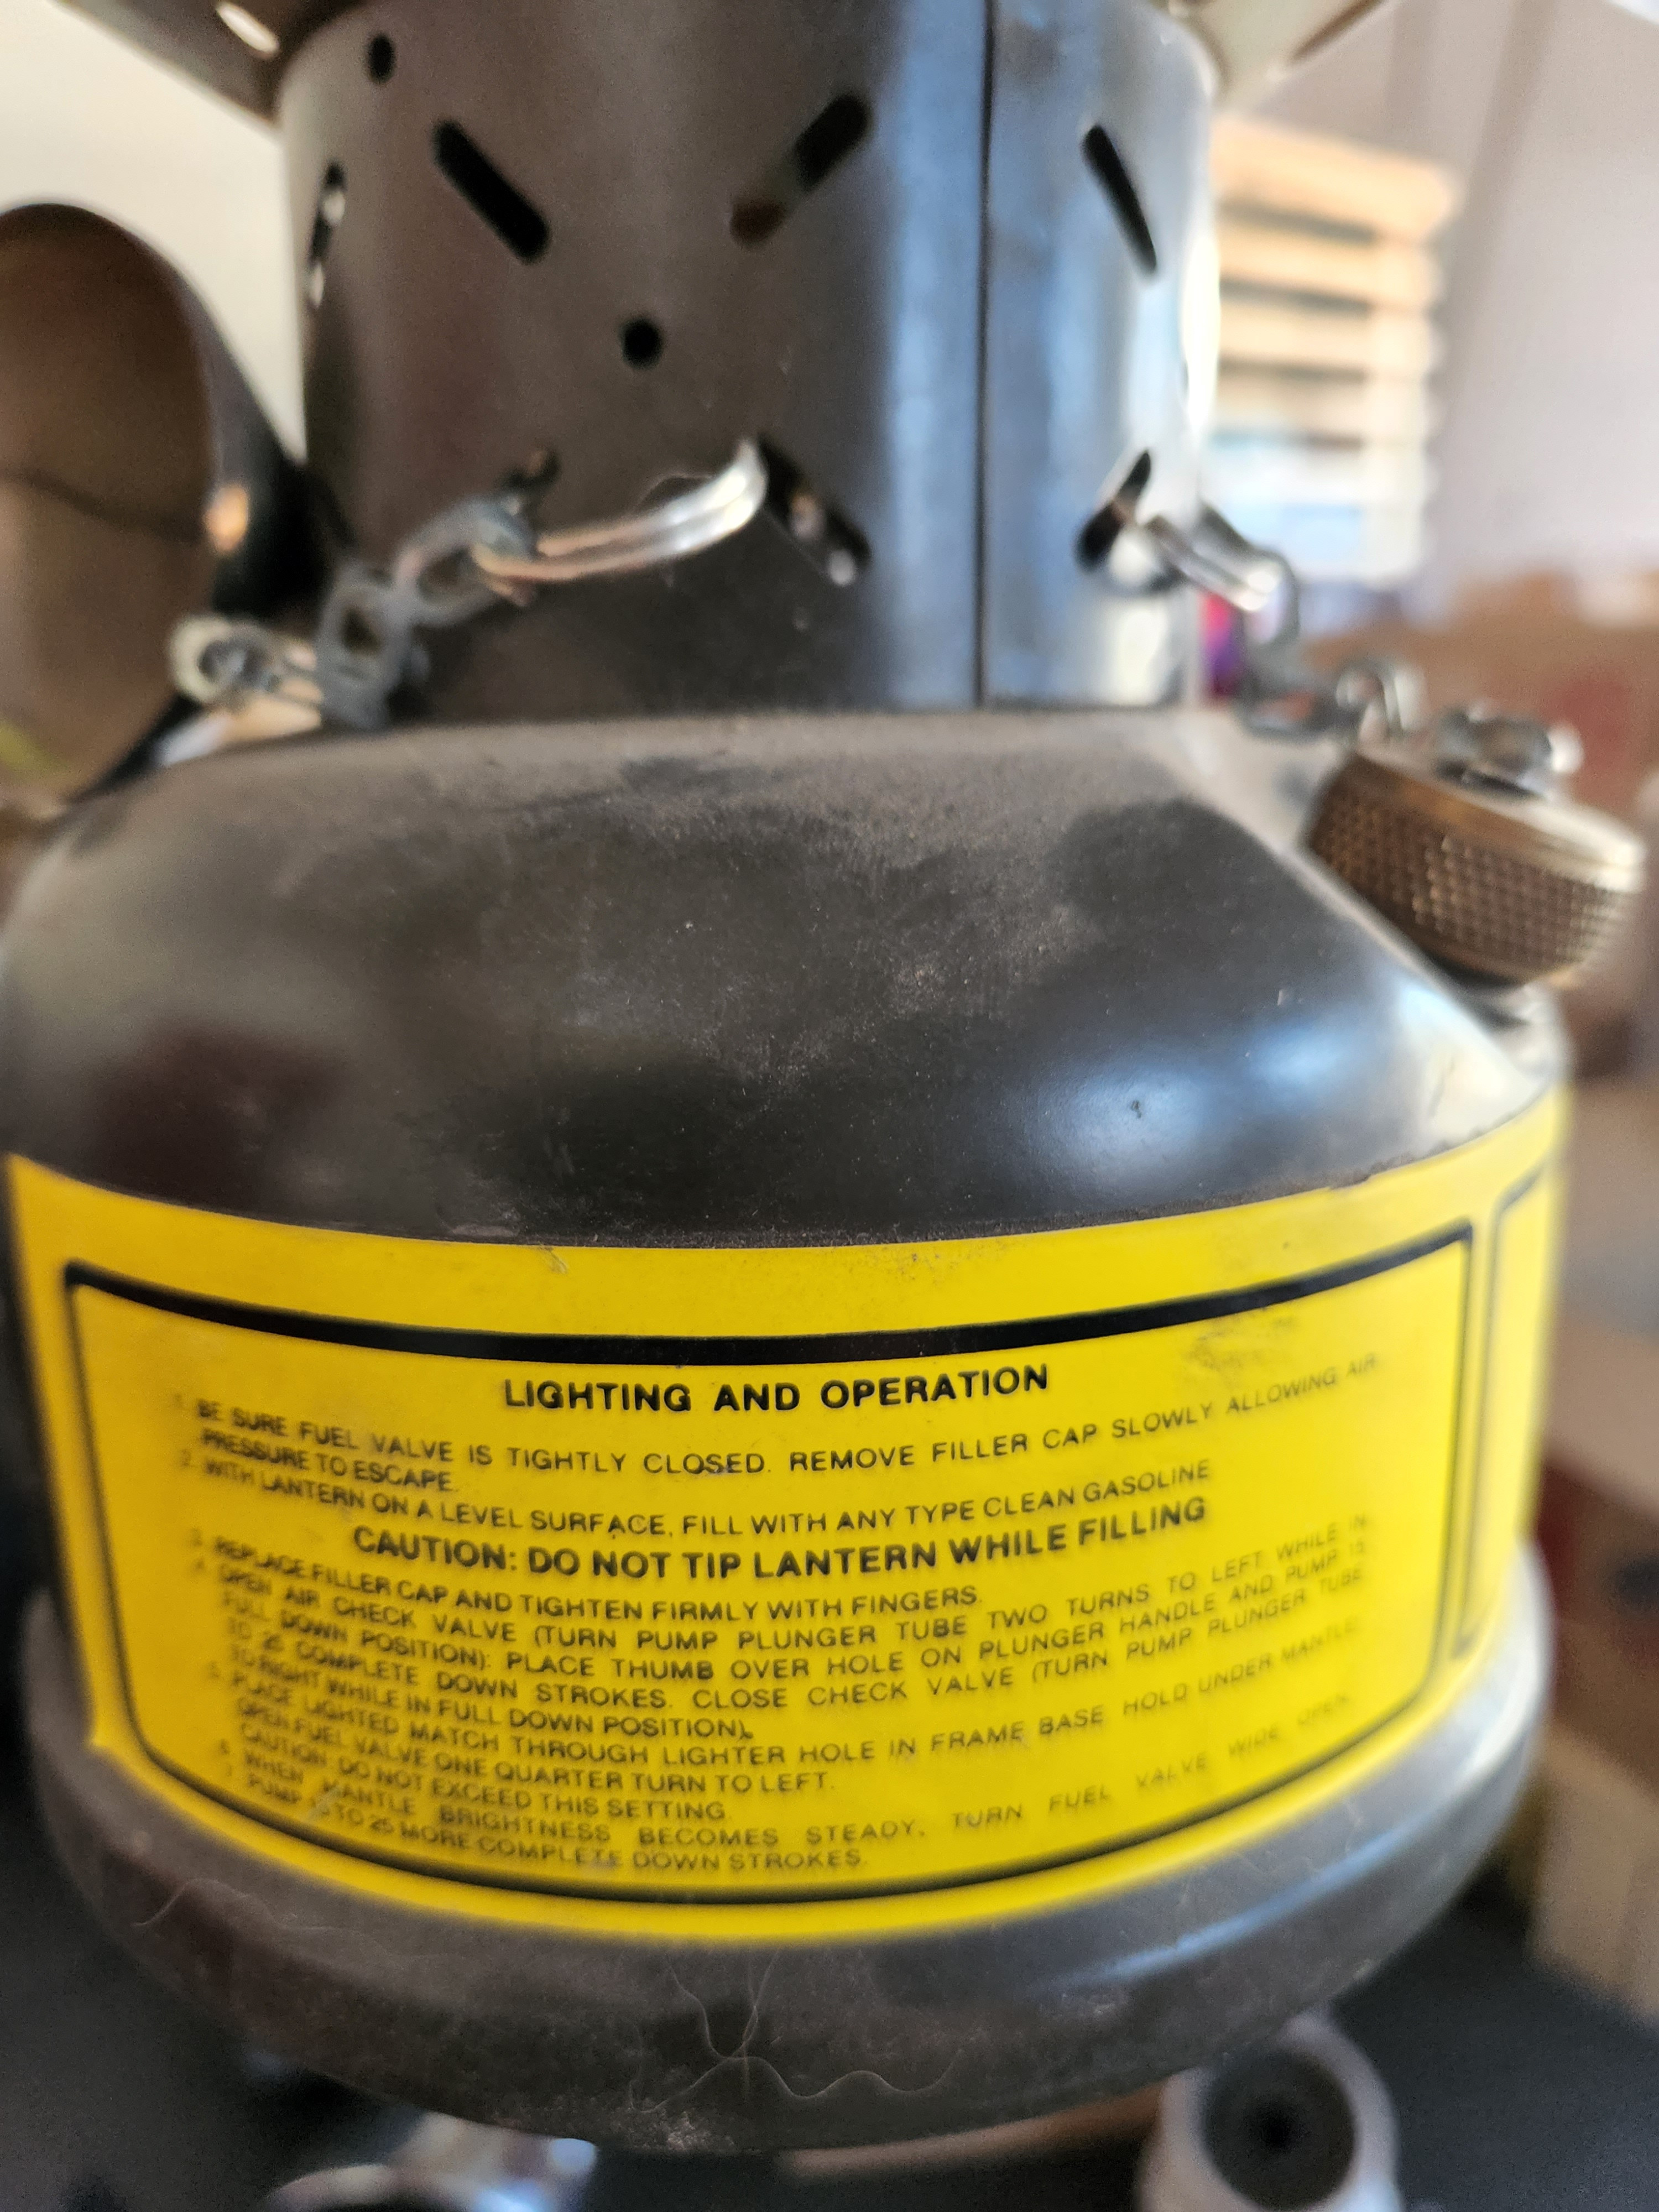 LIGHTING AND OPERATION
1. BE SURE FUEL VALVE IS TIGHTLY CLOSED. REMOVE FILLER CAP SLOWLY ALLOWING AIR
PRESSURE TO ESCAPE.
2. WITH LANTERN ON A LEVEL SURFACE, FILL WITH ANY TYPE CLEAN GASOLINE
CAUTION: DO NOT TIP LANTERN WHILE FILLING
3. REPLACE FILLER CAP AND TIGHTEN FIRMLY WITH FINGERS.
4. OPEN AIR CHECK VALVE (TURN PUMP PLUNGER TUBE TWO TURNS TO LEFT WHILE IN
FULL DOWN POSITION): PLACE THUMB OVER HOLE ON PLUNGER HANDLE AND PUMP 15
TO 25 COMPLETE DOWN STROKES. CLOSE CHECK VALVE (TURN PUMP PLUNGER TUBE
TO RIGHT WHILE IN FULL DOWN POSITION).
5. PLACE LIGHTED MATCH THROUGH LIGHTER HOLE IN FRAME BASE HOLD UNDER MANTLE.
OPEN FUEL VALVE ONE QUARTER TURN TO LEFT.
CAUTION: DO NOT EXCEED THIS SETTING.
6. WHEN MANTLE BRIGHTNESS BECOMES STEADY, TURN FUEL VALVE WIDE OPEN.
7. PUMP 15 TO 25 MORE COMPLETE DOWN STROKES.